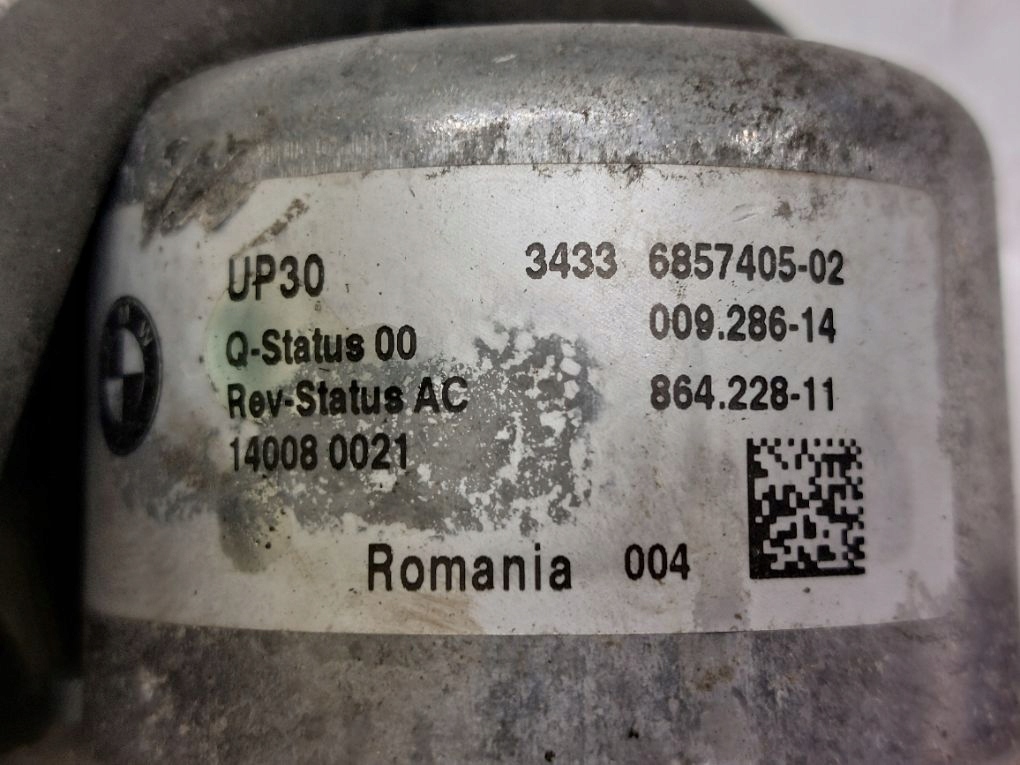 UP30 3433 6857405-02
009.286-14
Q-Status 00
Rev-Status AC 864.228-11
14008 0021
Romania 004